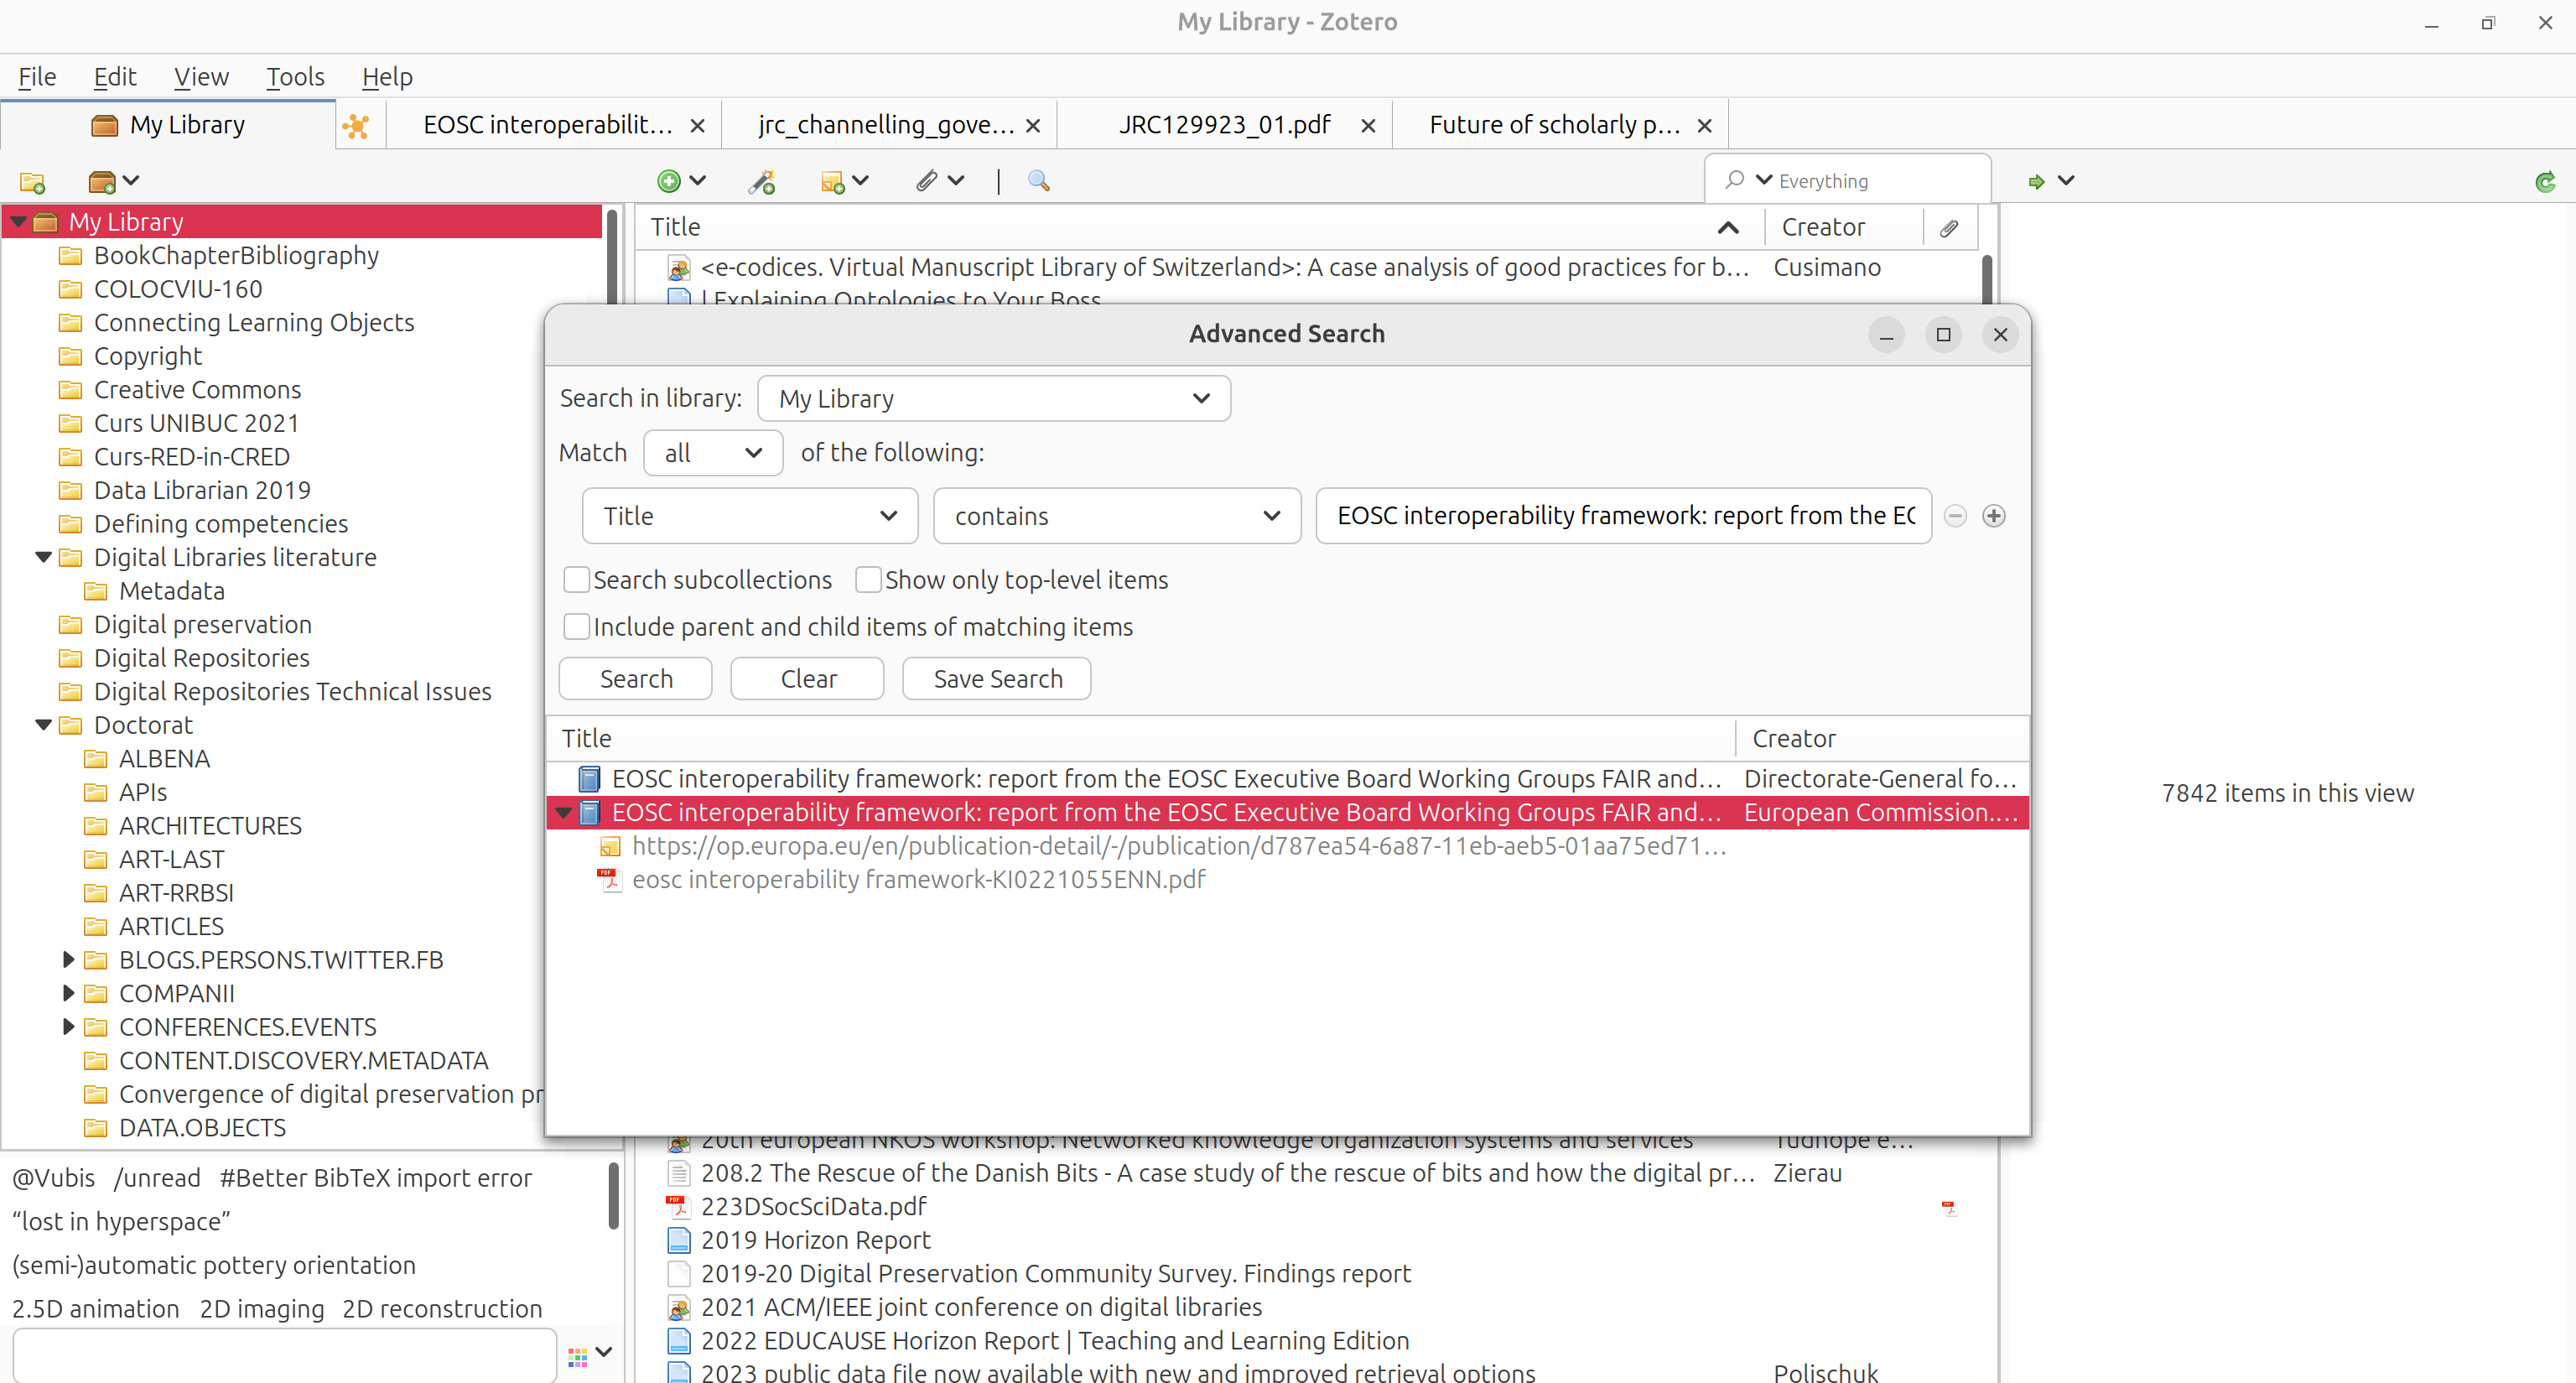 My Library - Zotero
File Edit View Tools Help
My Library EOSC interoperabilit... jrc_channelling_gove... JRC129923_01.pdf Future of scholarly p...
Everything
My Library
BookChapterBibliography
COLOCVIU-160
Connecting Learning Objects
Copyright
Creative Commons
Curs UNIBUC 2021
Curs-RED-in-CRED
Data Librarian 2019
Defining competencies
Digital Libraries literature
Metadata
Digital preservation
Digital Repositories
Digital Repositories Technical Issues
Doctorat
ALBENA
APIs
ARCHITECTURES
ART-LAST
ART-RRBSI
ARTICLES
BLOGS.PERSONS.TWITTER.FB
COMPANII
CONFERENCES.EVENTS
CONTENT.DISCOVERY.METADATA
Convergence of digital preservation pr
DATA.OBJECTS
@Vubis /unread #Better BibTeX import error
“lost in hyperspace”
(semi-)automatic pottery orientation
2.5D animation 2D imaging 2D reconstruction
Title Creator
<e-codices. Virtual Manuscript Library of Switzerland>: A case analysis of good practices for b... Cusimano
| Explaining Ontologies to Your Boss
Advanced Search
Search in library: My Library
Match all of the following:
Title contains EOSC interoperability framework: report from the EC
Search subcollections Show only top-level items
Include parent and child items of matching items
Search Clear Save Search
Title Creator
EOSC interoperability framework: report from the EOSC Executive Board Working Groups FAIR and... Directorate-General fo...
EOSC interoperability framework: report from the EOSC Executive Board Working Groups FAIR and... European Commission....
https://op.europa.eu/en/publication-detail/-/publication/d787ea54-6a87-11eb-aeb5-01aa75ed71...
eosc interoperability framework-KI0221055ENN.pdf
20th european NKOS workshop: Networked knowledge organization systems and services Tudhope e...
208.2 The Rescue of the Danish Bits - A case study of the rescue of bits and how the digital pr... Zierau
223DSocSciData.pdf
2019 Horizon Report
2019-20 Digital Preservation Community Survey. Findings report
2021 ACM/IEEE joint conference on digital libraries
2022 EDUCAUSE Horizon Report | Teaching and Learning Edition
2023 public data file now available with new and improved retrieval options Polischuk
7842 items in this view